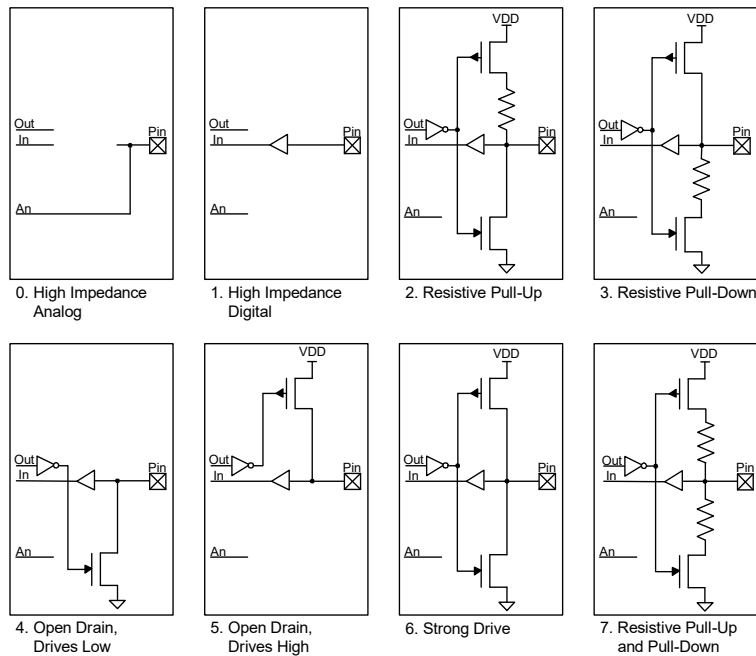 VDD
VDD
Out
In
Pin
An
Out
In
Pin
An
Out
In
Pin
An
Out
In
Pin
An
0. High Impedance
Analog
1. High Impedance
Digital
2. Resistive Pull-Up
3. Resistive Pull-Down
VDD
VDD
VDD
Out
In
Pin
An
Out
In
Pin
An
Out
In
Pin
An
Out
In
Pin
An
4. Open Drain,
Drives Low
5. Open Drain,
Drives High
6. Strong Drive
7. Resistive Pull-Up
and Pull-Down